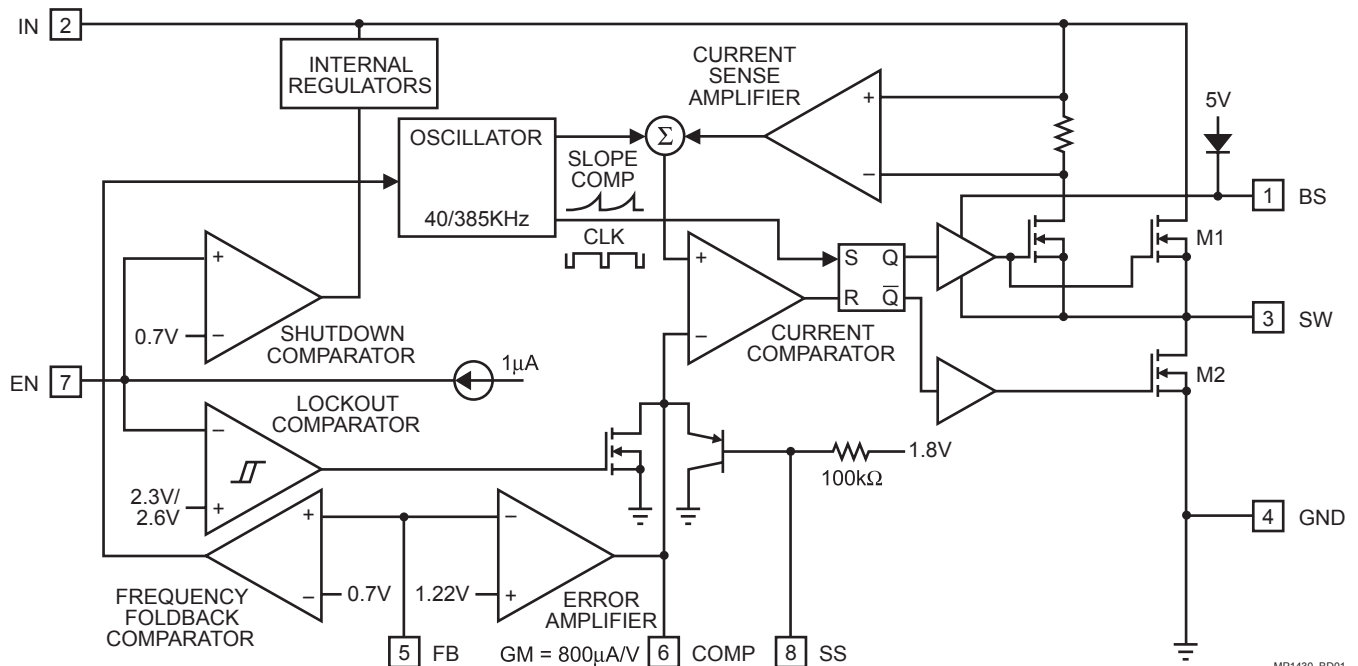 IN 2
INTERNAL
REGULATORS
CURRENT
SENSE
AMPLIFIER
+
−
5V
OSCILLATOR
40/385KHz
Σ
SLOPE
COMP
CLK
1 BS
M1
+
−
0.7V
SHUTDOWN
COMPARATOR
+
−
CURRENT
COMPARATOR
S Q
R Q̅
3 SW
M2
EN 7
1μA
LOCKOUT
COMPARATOR
−
+
2.3V/
2.6V
1.8V
100kΩ
4 GND
+
−
0.7V
FREQUENCY
FOLDBACK
COMPARATOR
−
+
1.22V
ERROR
AMPLIFIER
5 FB
GM = 800μA/V
6 COMP
8 SS